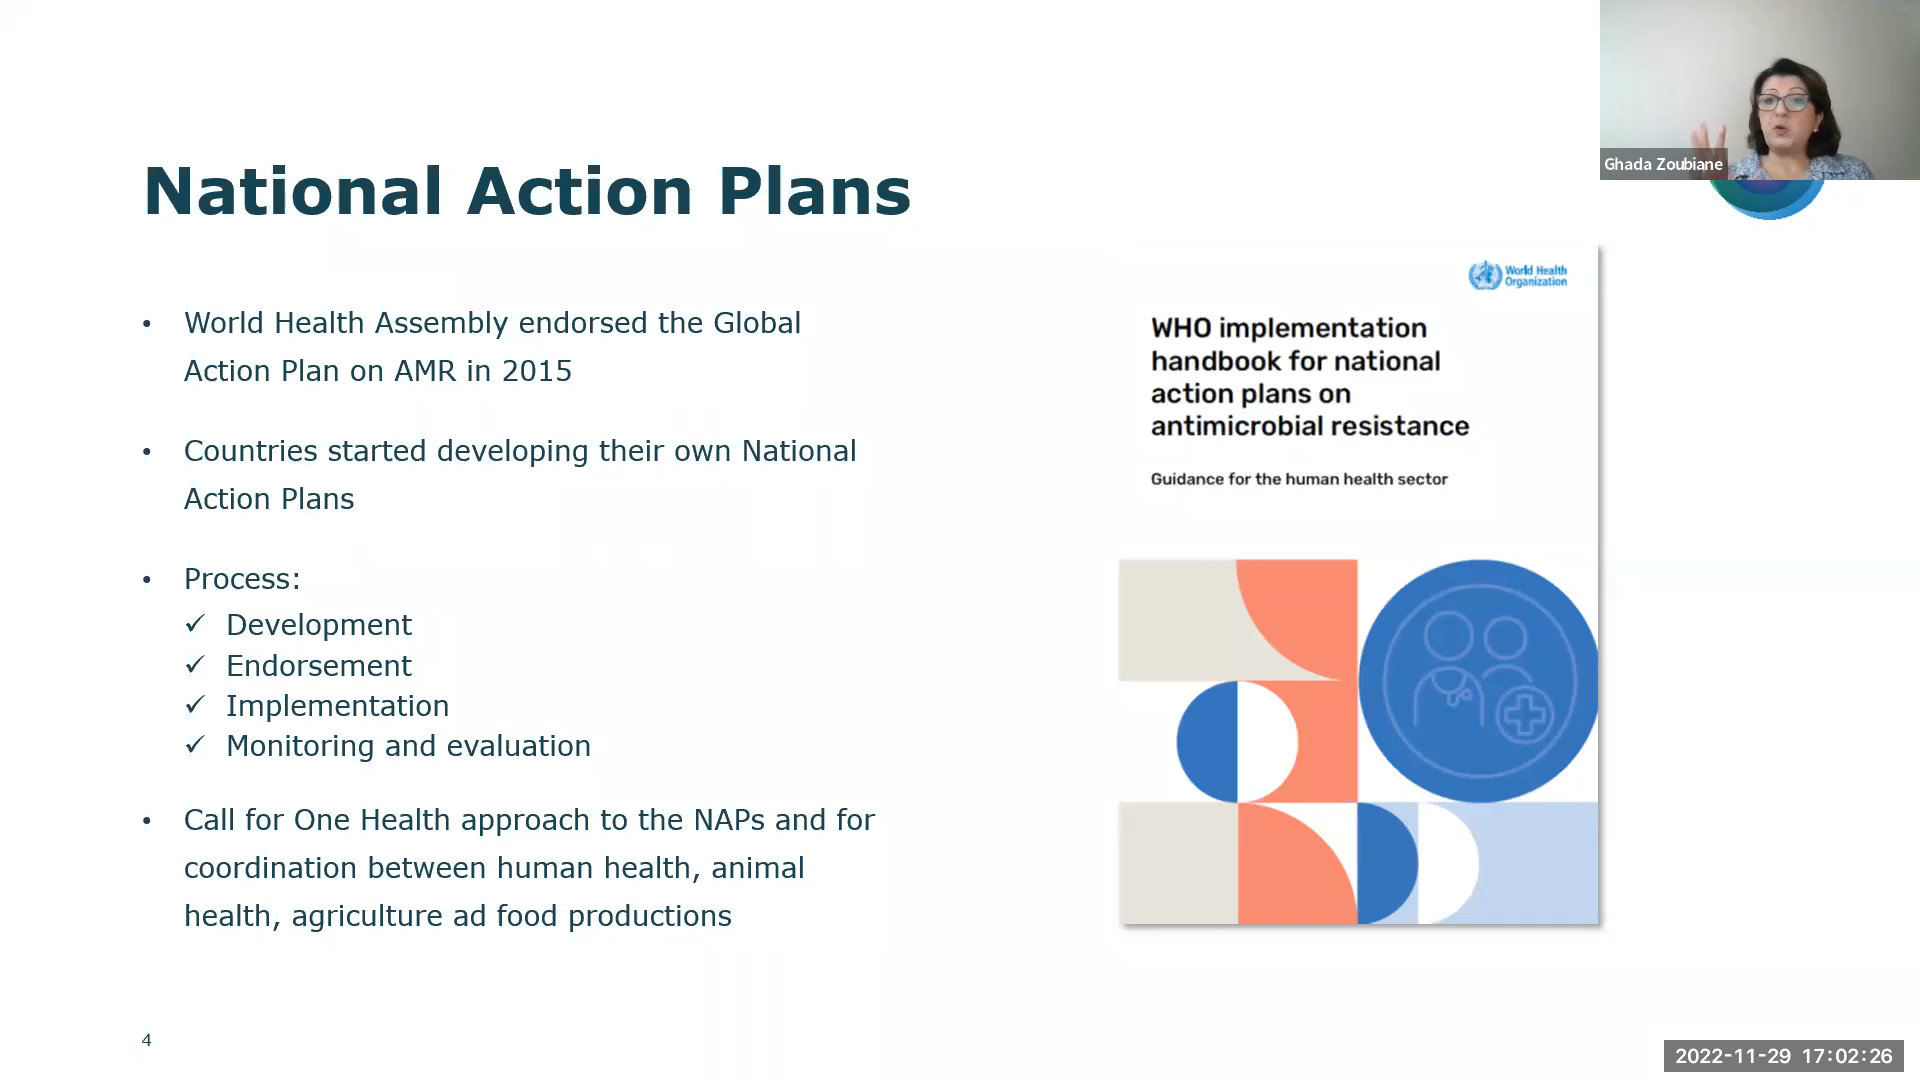 Ghada Zoubiane
National Action Plans
• World Health Assembly endorsed the Global
Action Plan on AMR in 2015
• Countries started developing their own National
Action Plans
• Process:
✓ Development
✓ Endorsement
✓ Implementation
✓ Monitoring and evaluation
• Call for One Health approach to the NAPs and for
coordination between human health, animal
health, agriculture ad food productions
World Health
Organization
WHO implementation
handbook for national
action plans on
antimicrobial resistance
Guidance for the human health sector
4
2022-11-29 17:02:26